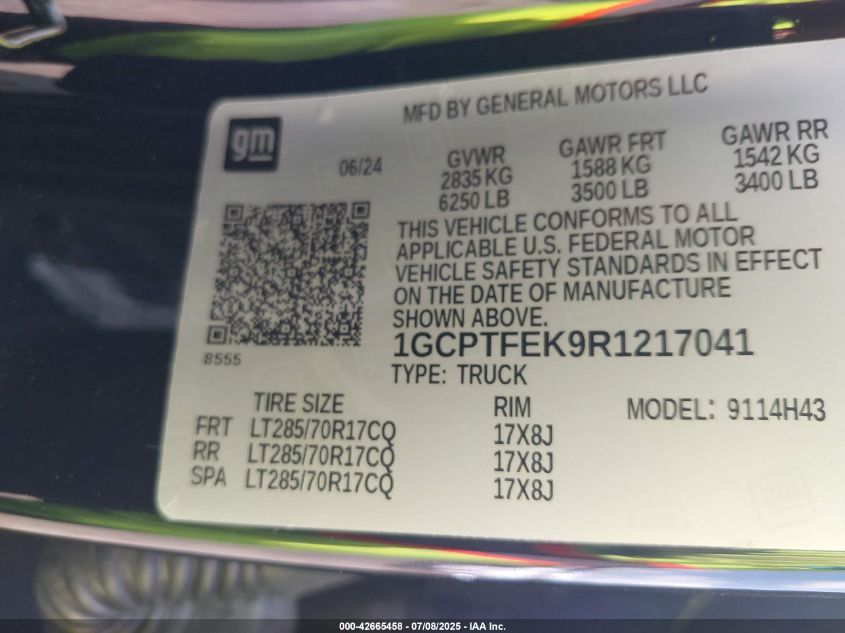 MFD BY GENERAL MOTORS LLC
gm
06/24
GVWR
2835 KG
6250 LB
GAWR FRT
1588 KG
3500 LB
GAWR RR
1542 KG
3400 LB
THIS VEHICLE CONFORMS TO ALL
APPLICABLE U.S. FEDERAL MOTOR
VEHICLE SAFETY STANDARDS IN EFFECT
ON THE DATE OF MANUFACTURE
SHOWN ABOVE.
8555
1GCPTFEK9R1217041
TYPE: TRUCK
TIRE SIZE RIM MODEL: 9114H43
FRT LT285/70R17CQ 17X8J
RR LT285/70R17CQ 17X8J
SPA LT285/70R17CQ 17X8J
000-42665458 - 07/08/2025 - IAA Inc.